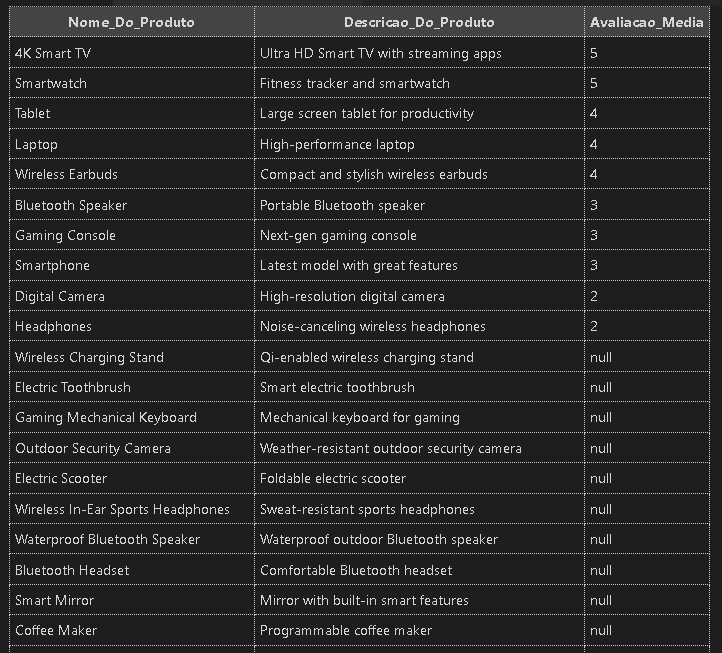 Nome_Do_Produto Descricao_Do_Produto Avaliacao_Media
4K Smart TV Ultra HD Smart TV with streaming apps 5
Smartwatch Fitness tracker and smartwatch 5
Tablet Large screen tablet for productivity 4
Laptop High-performance laptop 4
Wireless Earbuds Compact and stylish wireless earbuds 4
Bluetooth Speaker Portable Bluetooth speaker 3
Gaming Console Next-gen gaming console 3
Smartphone Latest model with great features 3
Digital Camera High-resolution digital camera 2
Headphones Noise-canceling wireless headphones 2
Wireless Charging Stand Qi-enabled wireless charging stand null
Electric Toothbrush Smart electric toothbrush null
Gaming Mechanical Keyboard Mechanical keyboard for gaming null
Outdoor Security Camera Weather-resistant outdoor security camera null
Electric Scooter Foldable electric scooter null
Wireless In-Ear Sports Headphones Sweat-resistant sports headphones null
Waterproof Bluetooth Speaker Waterproof outdoor Bluetooth speaker null
Bluetooth Headset Comfortable Bluetooth headset null
Smart Mirror Mirror with built-in smart features null
Coffee Maker Programmable coffee maker null